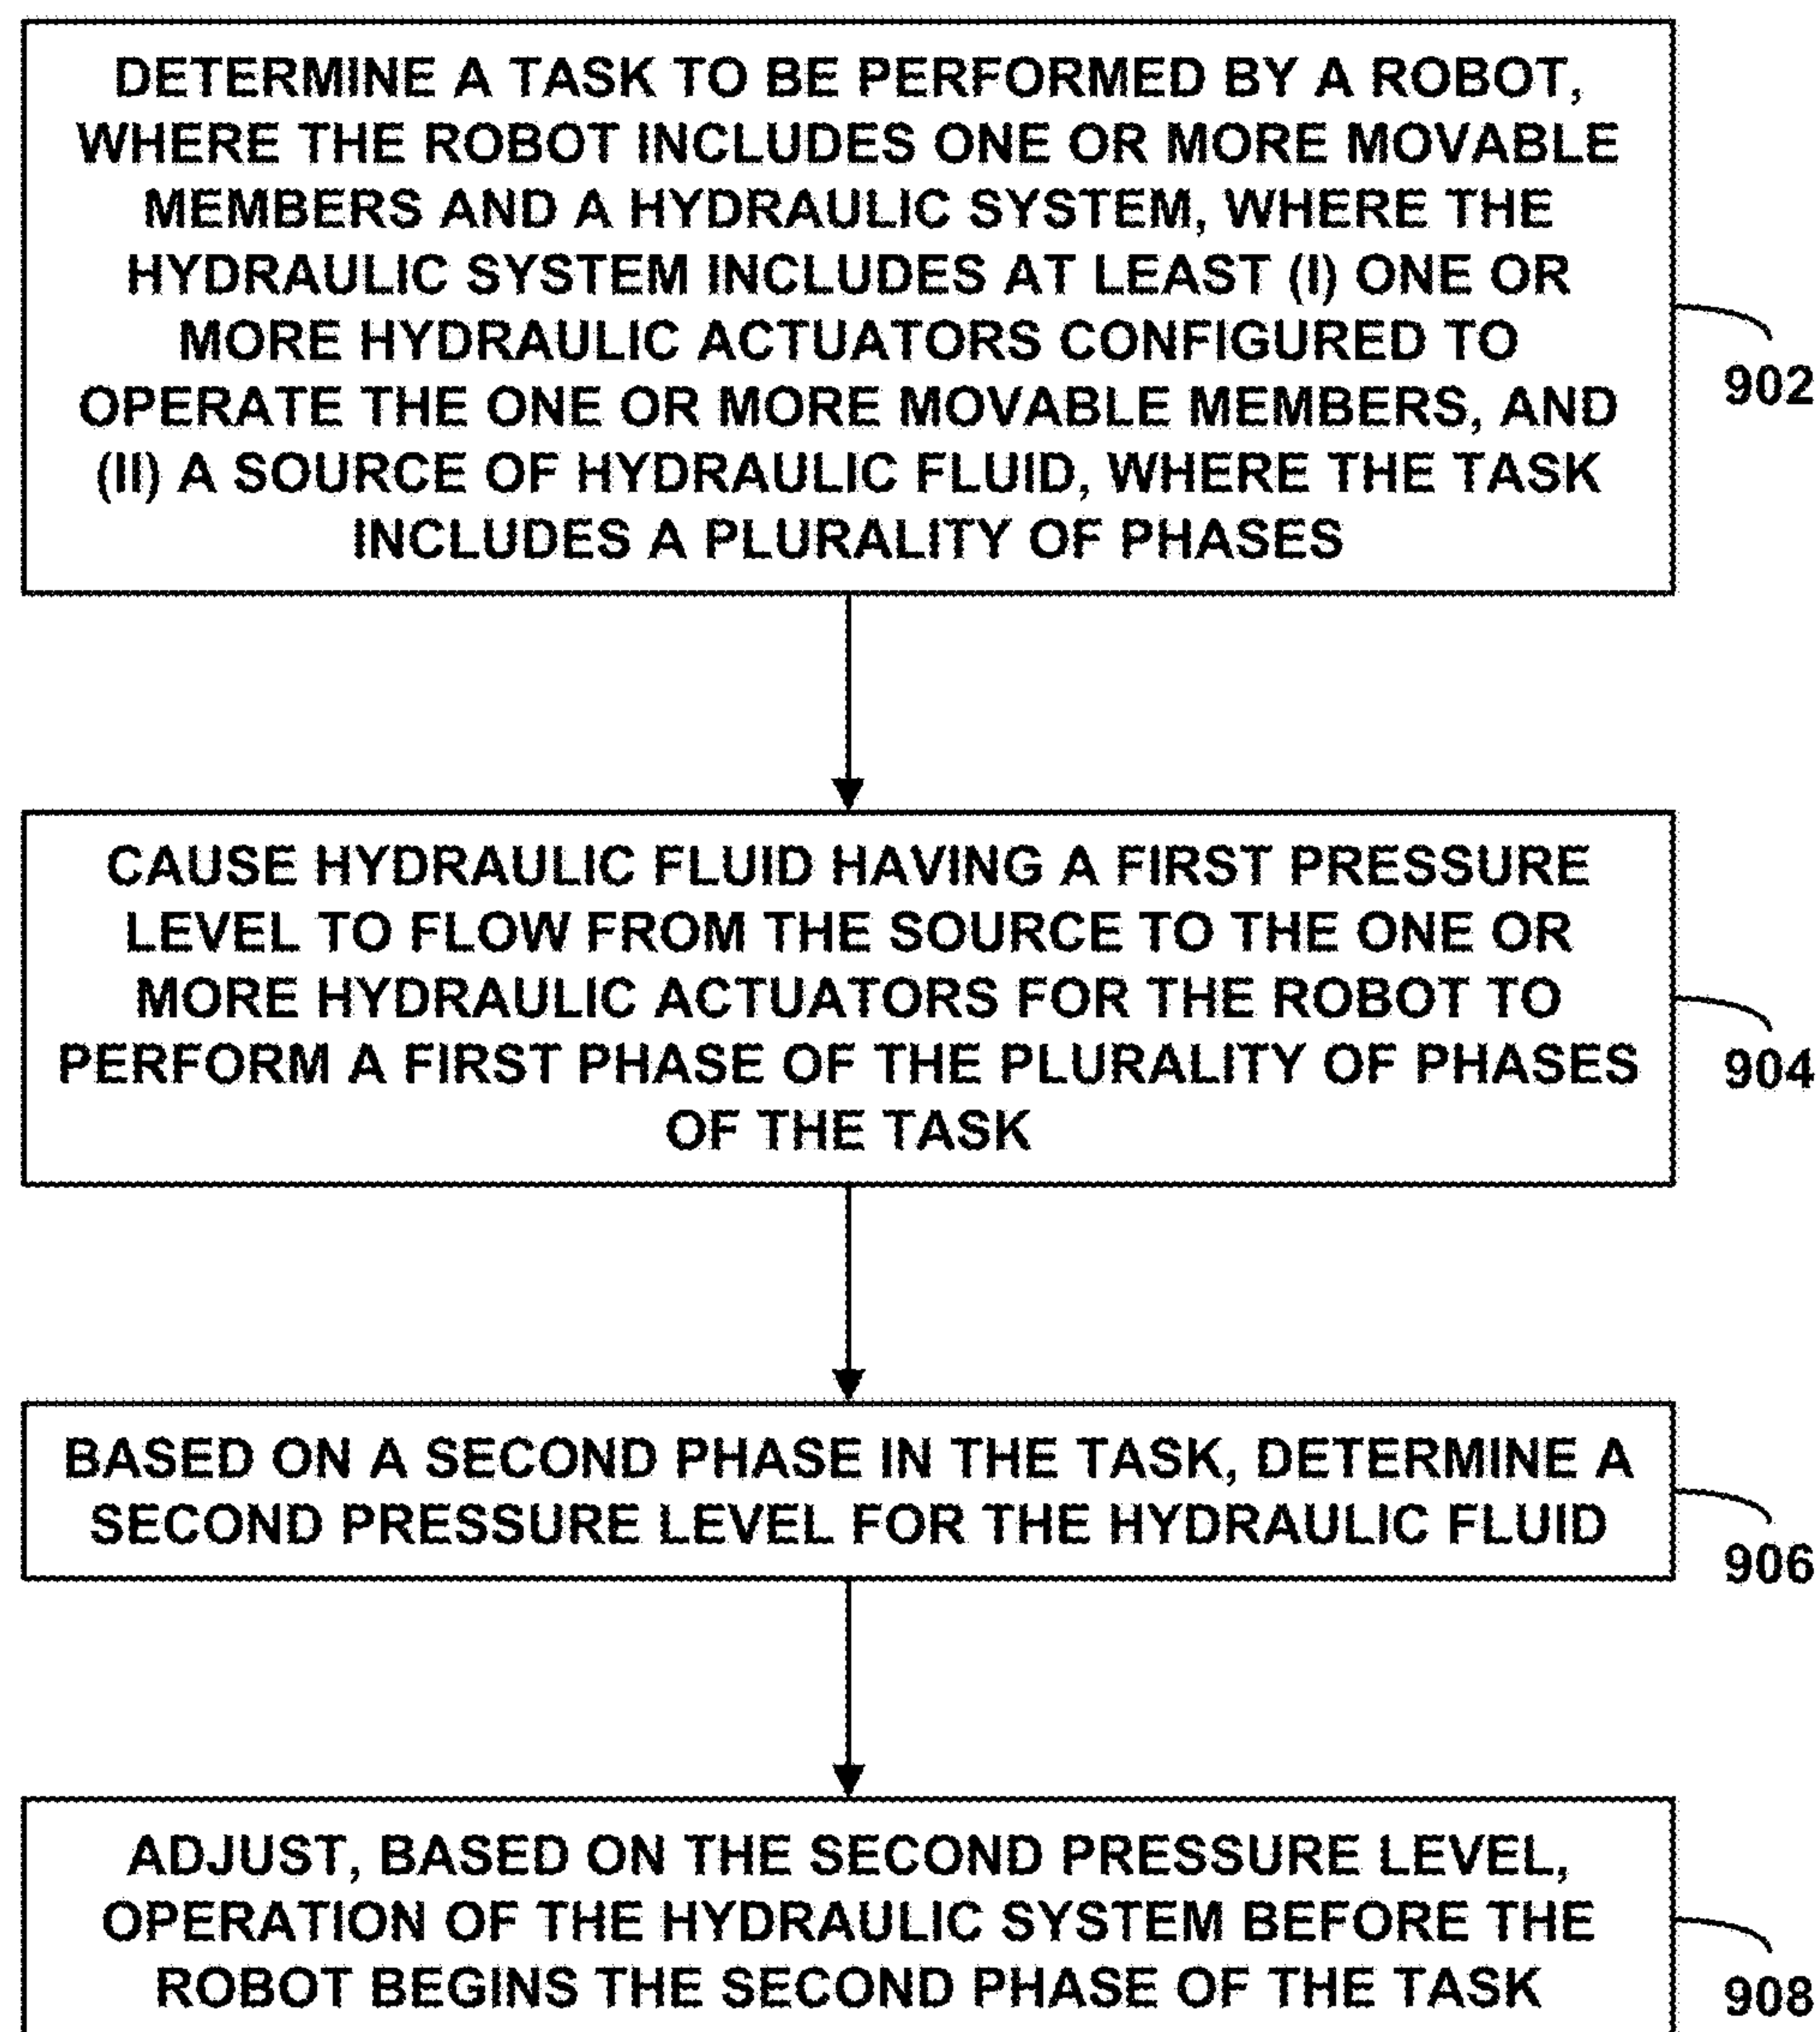 DETERMINE A TASK TO BE PERFORMED BY A ROBOT,
WHERE THE ROBOT INCLUDES ONE OR MORE MOVABLE
MEMBERS AND A HYDRAULIC SYSTEM, WHERE THE
HYDRAULIC SYSTEM INCLUDES AT LEAST (I) ONE OR
MORE HYDRAULIC ACTUATORS CONFIGURED TO
OPERATE THE ONE OR MORE MOVABLE MEMBERS, AND
(II) A SOURCE OF HYDRAULIC FLUID, WHERE THE TASK
INCLUDES A PLURALITY OF PHASES
902
CAUSE HYDRAULIC FLUID HAVING A FIRST PRESSURE
LEVEL TO FLOW FROM THE SOURCE TO THE ONE OR
MORE HYDRAULIC ACTUATORS FOR THE ROBOT TO
PERFORM A FIRST PHASE OF THE PLURALITY OF PHASES
OF THE TASK
904
BASED ON A SECOND PHASE IN THE TASK, DETERMINE A
SECOND PRESSURE LEVEL FOR THE HYDRAULIC FLUID
906
ADJUST, BASED ON THE SECOND PRESSURE LEVEL,
OPERATION OF THE HYDRAULIC SYSTEM BEFORE THE
ROBOT BEGINS THE SECOND PHASE OF THE TASK
908